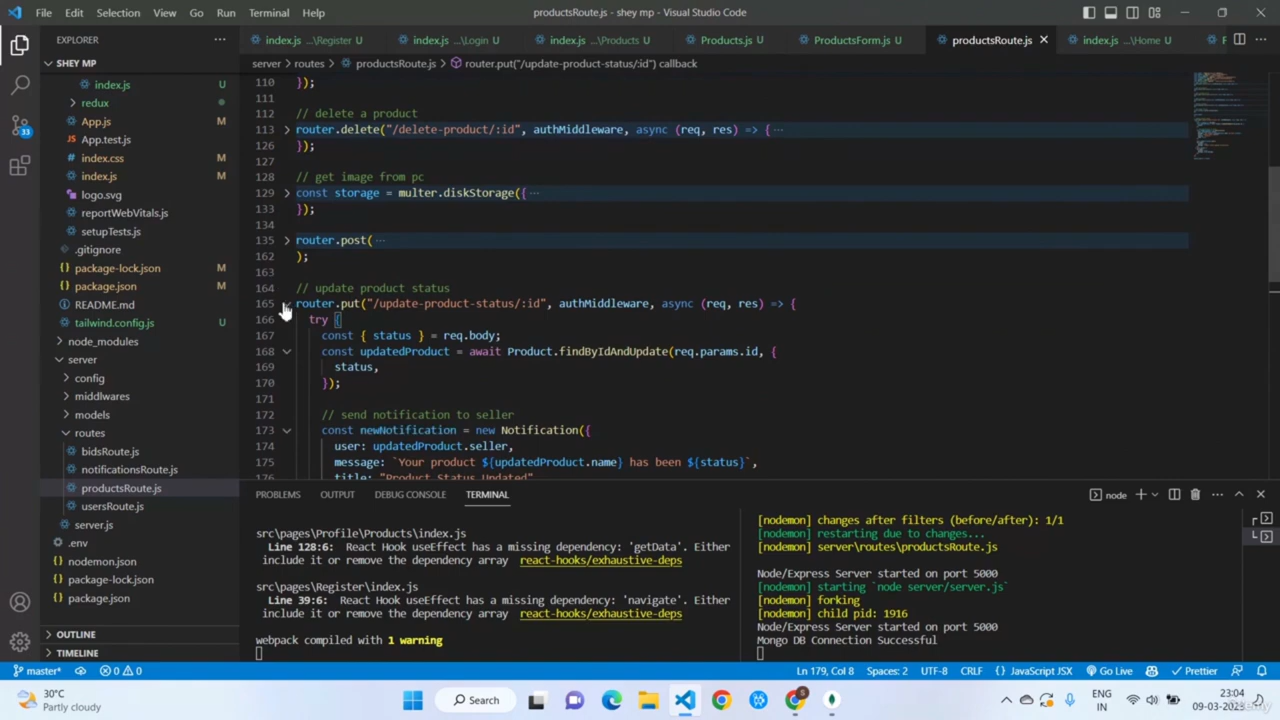 File Edit Selection View Go Run Terminal Help
productsRoute.js - shey mp - Visual Studio Code
EXPLORER
index.js ...\Register U
index.js ...\Login U
index.js ...\Products U
Products.js U
ProductsForm.js U
productsRoute.js
index.js ...\Home U
SHEY MP
server > routes > productsRoute.js > router.put("/update-product-status/:id") callback
index.js U
redux
App.js M
App.test.js
index.css M
index.js M
logo.svg
reportWebVitals.js
setupTests.js
.gitignore
package-lock.json M
package.json M
README.md
tailwind.config.js U
node_modules
server
config
middlwares
models
routes
bidsRoute.js
notificationsRoute.js
productsRoute.js
usersRoute.js
server.js
.env
nodemon.json
package-lock.json
package.json
OUTLINE
TIMELINE
33
110 });
111
112 // delete a product
113 router.delete("/delete-product/:id", authMiddleware, async (req, res) => { ...
126 });
127
128 // get image from pc
129 const storage = multer.diskStorage({ ...
133 });
134
135 router.post( ...
162 );
163
164 // update product status
165 router.put("/update-product-status/:id", authMiddleware, async (req, res) => {
166 try {
167 const { status } = req.body;
168 const updatedProduct = await Product.findByIdAndUpdate(req.params.id, {
169 status,
170 });
171
172 // send notification to seller
173 const newNotification = new Notification({
174 user: updatedProduct.seller,
175 message: `Your product ${updatedProduct.name} has been ${status}`,
176 title: "Product Status Updated"
PROBLEMS OUTPUT DEBUG CONSOLE TERMINAL
node
src\pages\Profile\Products\index.js
Line 128:6: React Hook useEffect has a missing dependency: 'getData'. Either
include it or remove the dependency array react-hooks/exhaustive-deps
src\pages\Register\index.js
Line 39:6: React Hook useEffect has a missing dependency: 'navigate'. Either
include it or remove the dependency array react-hooks/exhaustive-deps
webpack compiled with 1 warning
[nodemon] changes after filters (before/after): 1/1
[nodemon] restarting due to changes...
[nodemon] server\routes\productsRoute.js
Node/Express Server started on port 5000
[nodemon] starting `node server/server.js`
[nodemon] forking
[nodemon] child pid: 1916
Node/Express Server started on port 5000
Mongo DB Connection Successful
master* 0 0
Ln 179, Col 8 Spaces: 2 UTF-8 CRLF {} JavaScript JSX Go Live Prettier
30°C
Partly cloudy
Search
ENG
IN
23:04
09-03-2023